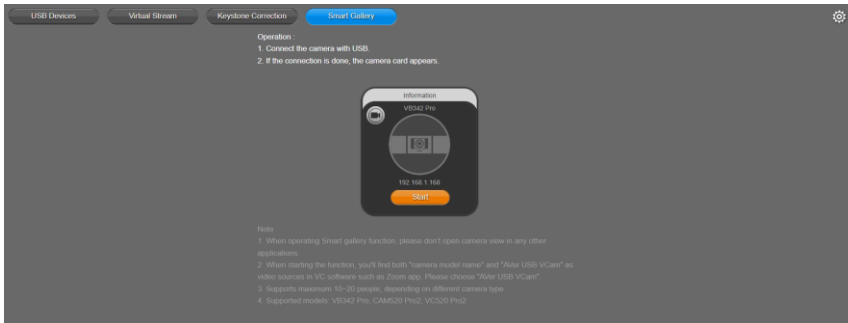 USB Devices
Virtual Stream
Keystone Correction
Smart Gallery
Operation :
1. Connect the camera with USB.
2. If the connection is done, the camera card appears.
Information
VB342 Pro
192.168.1.168
Start
Note
1. When operating Smart gallery function, please don't open camera view in any other
applications.
2. When starting the function, you'll find both "camera model name" and "AVer USB VCam" as
video sources in VC software such as Zoom app. Please choose "AVer USB VCam".
3. Supports maximum 10~20 people, depending on different camera type
4. Supported models: VB342 Pro, CAM520 Pro2, VC520 Pro2